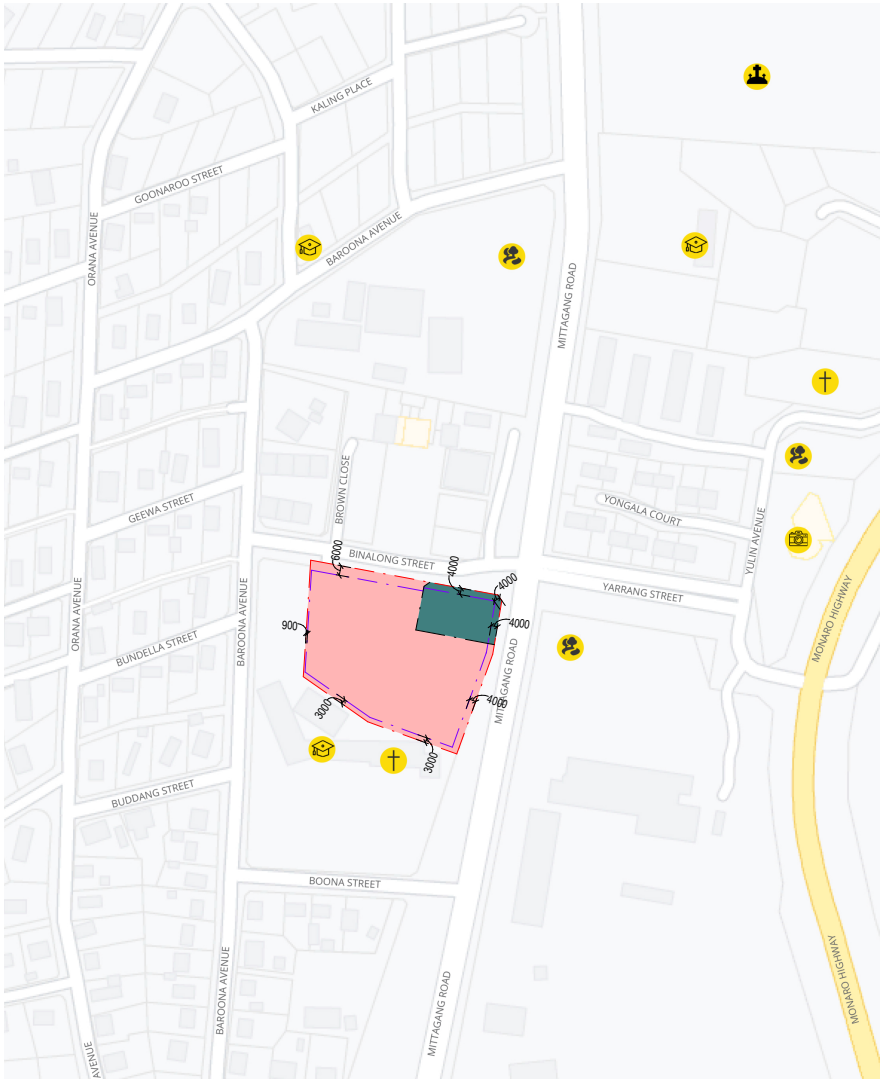 KALING PLACE
GOONAROO STREET
BAROONA AVENUE
ORANA AVENUE
MITTAGANG ROAD
BROWN CLOSE
GEEWA STREET
YONGALA COURT
YULIN AVENUE
BINALONG STREET
6000
4000
4000
4000
YARRANG STREET
ORANA AVENUE
BAROONA AVENUE
900
BUNDELLA STREET
MONARO HIGHWAY
MITTAGANG ROAD
4000
3000
3000
BUDDANG STREET
BOONA STREET
BAROONA AVENUE
MITTAGANG ROAD
MONARO HIGHWAY
AVENUE